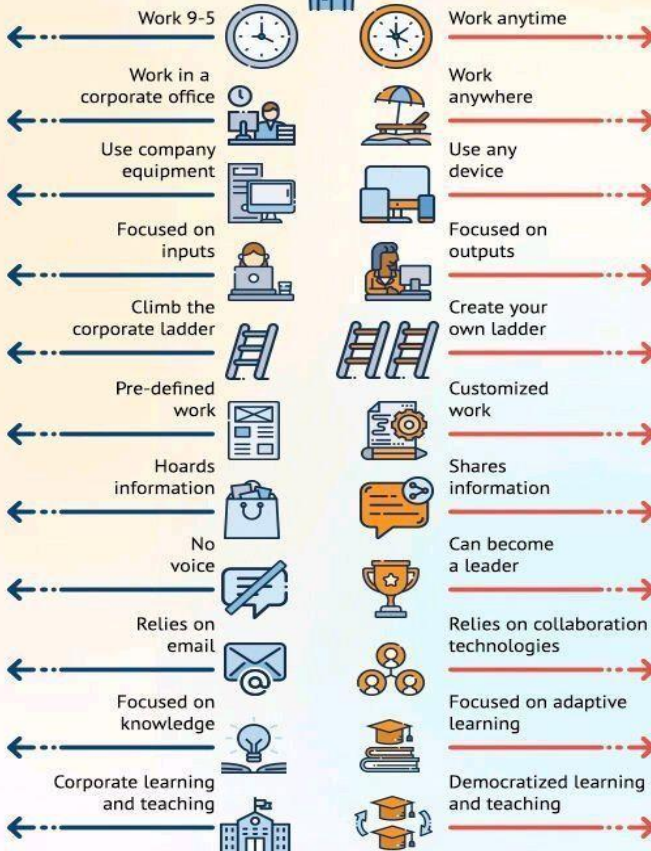 Work 9-5
Work anytime
Work in a
corporate office
Work
anywhere
Use company
equipment
Use any
device
Focused on
inputs
Focused on
outputs
Climb the
corporate ladder
Create your
own ladder
Pre-defined
work
Customized
work
Hoards
information
Shares
information
No
voice
Can become
a leader
Relies on
email
Relies on collaboration
technologies
Focused on
knowledge
Focused on adaptive
learning
Corporate learning
and teaching
Democratized learning
and teaching